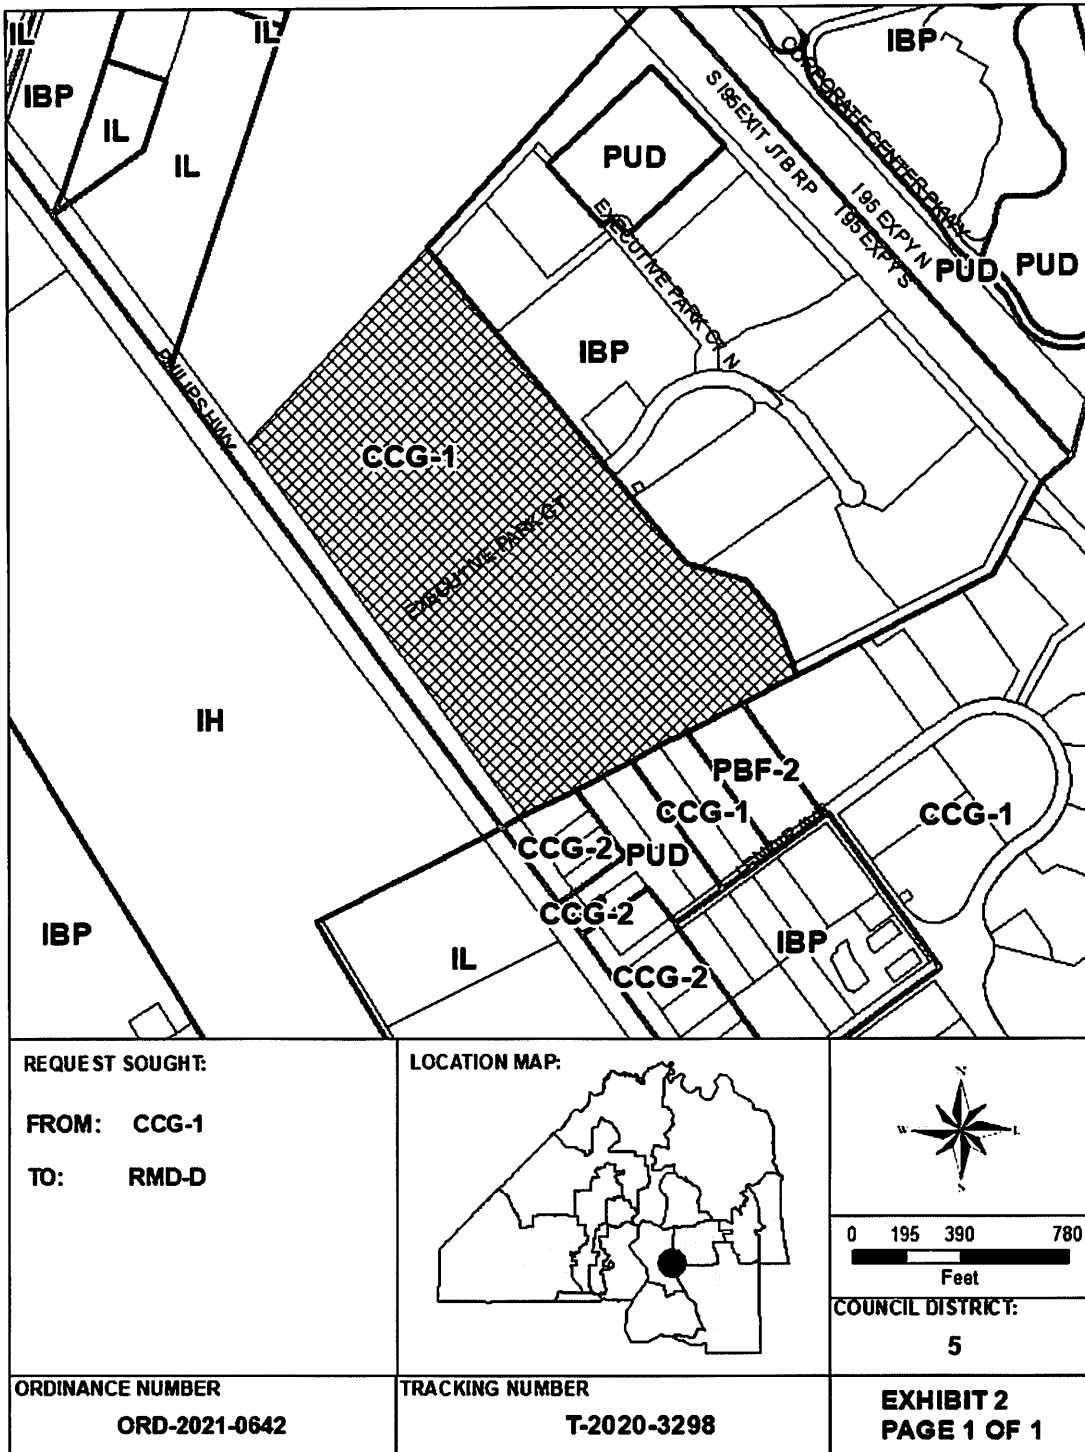 IL
IL
IBP
IBP
IL
IL
CORPORATE CENTER PKWY
S I95 EXIT JTB RP
PUD
I 95 EXPY N
I 95 EXPY S
EXECUTIVE PARK CT N
PUD
PUD
IBP
PHILIPS HWY
CCG-1
EXECUTIVE PARK CT
IH
PBF-2
CCG-1
CCG-1
CCG-2
PUD
CCG-2
IBP
IBP
IL
CCG-2
REQUEST SOUGHT:
FROM: CCG-1
TO: RMD-D
LOCATION MAP:
N
W
S
0 195 390 780
Feet
COUNCIL DISTRICT:
5
ORDINANCE NUMBER
ORD-2021-0642
TRACKING NUMBER
T-2020-3298
EXHIBIT 2
PAGE 1 OF 1